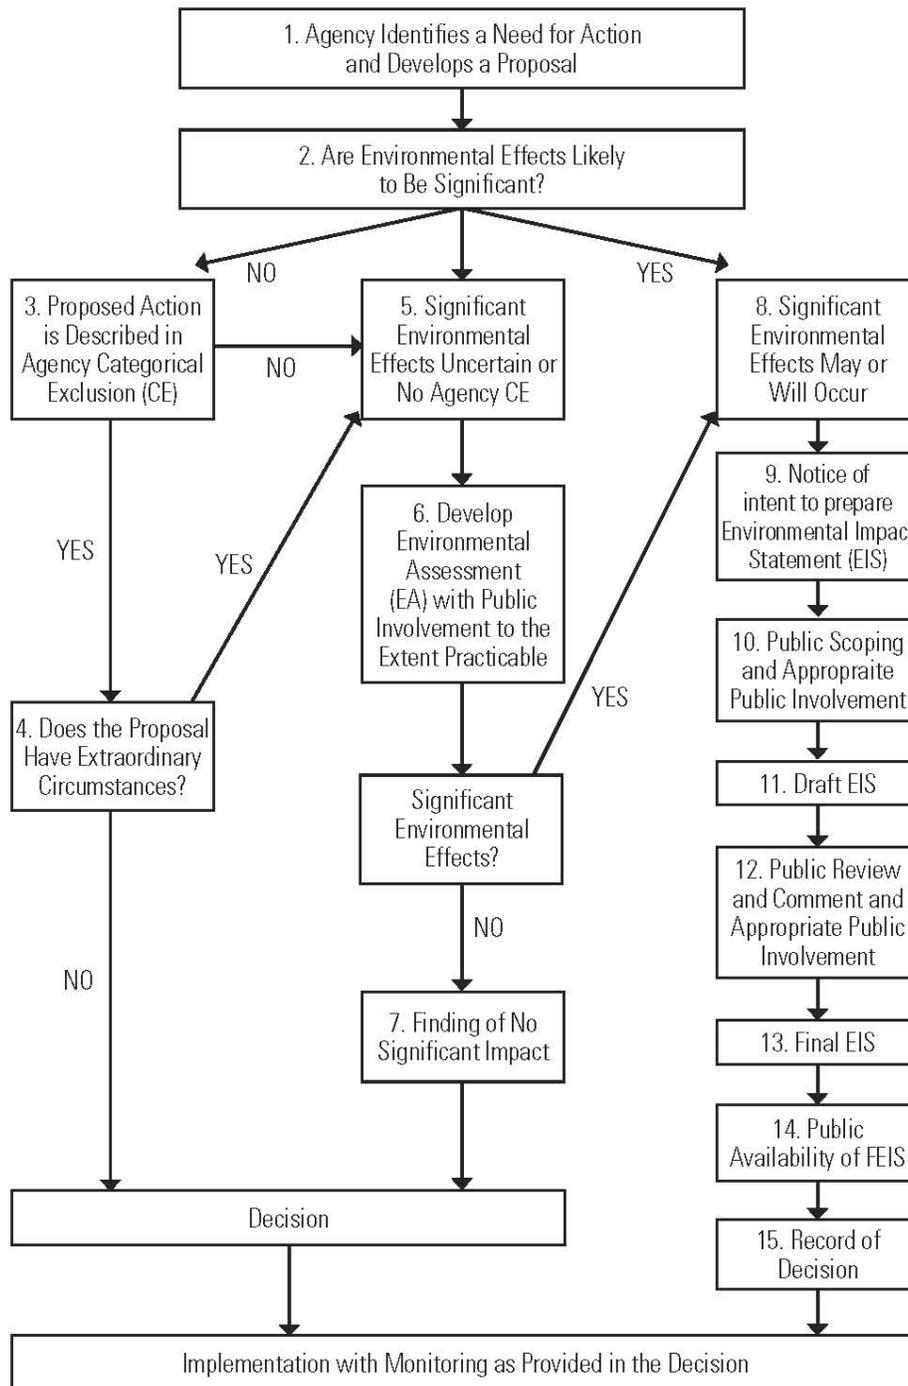 1. Agency Identifies a Need for Action
and Develops a Proposal
2. Are Environmental Effects Likely
to Be Significant?
NO
YES
3. Proposed Action
is Described in
Agency Categorical
Exclusion (CE)
NO
5. Significant
Environmental
Effects Uncertain or
No Agency CE
8. Significant
Environmental
Effects May or
Will Occur
YES
YES
6. Develop
Environmental
Assessment
(EA) with Public
Involvement to the
Extent Practicable
YES
9. Notice of
intent to prepare
Environmental Impac
Statement (EIS)
10. Public Scoping
and Appropraite
Public Involvement
4. Does the Proposal
Have Extraordinary
Circumstances?
Significant
Environmental
Effects?
11. Draft EIS
12. Public Review
and Comment and
Appropriate Public
Involvement
NO
NO
7. Finding of No
Significant Impact
13. Final EIS
14. Public
Availability of FEIS
Decision
15. Record of
Decision
Implementation with Monitoring as Provided in the Decision